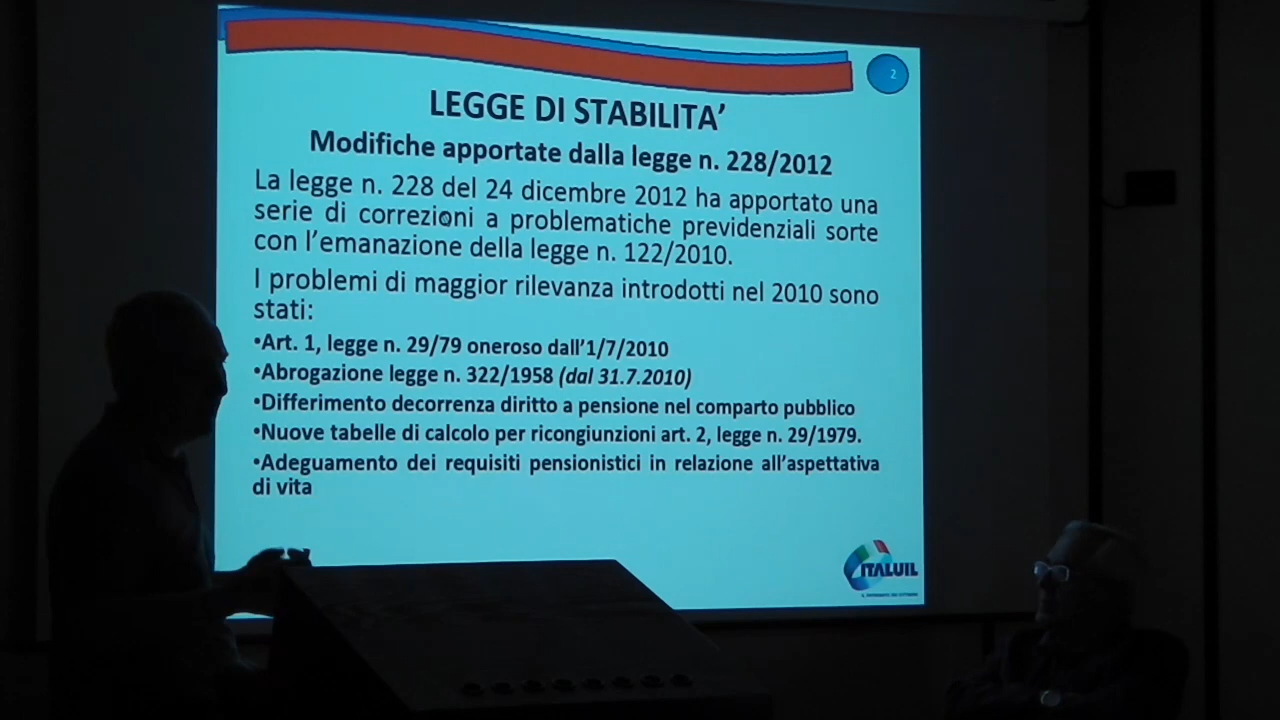 2
LEGGE DI STABILITA'
Modifiche apportate dalla legge n. 228/2012
La legge n. 228 del 24 dicembre 2012 ha apportato una
serie di correzioni a problematiche previdenziali sorte
con l'emanazione della legge n. 122/2010.
I problemi di maggior rilevanza introdotti nel 2010 sono
stati:
•Art. 1, legge n. 29/79 oneroso dall'1/7/2010
•Abrogazione legge n. 322/1958 (dal 31.7.2010)
•Differimento decorrenza diritto a pensione nel comparto pubblico
•Nuove tabelle di calcolo per ricongiunzioni art. 2, legge n. 29/1979.
•Adeguamento dei requisiti pensionistici in relazione all'aspettativa
di vita
ITALUIL